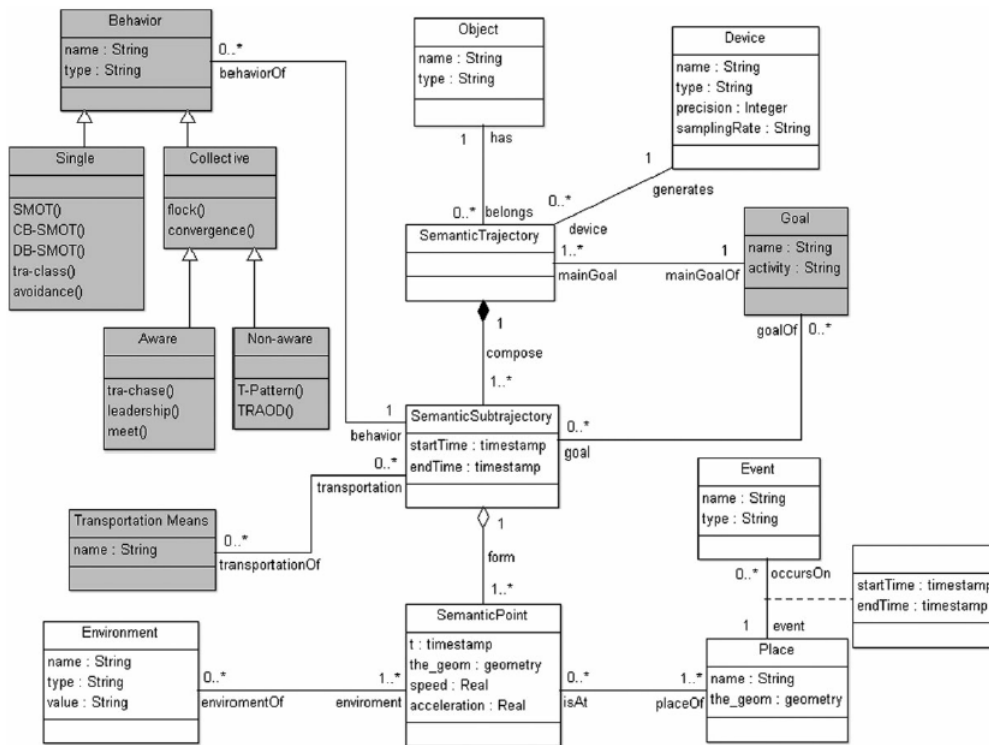 Behavior
name : String
type : String
0..*
behaviorOf
Object
name : String
type : String
1
has
Device
name : String
type : String
precision : Integer
samplingRate : String
1
generates
Single
SMOT()
CB-SMOT()
DB-SMOT()
tra-class()
avoidance()
Collective
flock()
convergence()
0..*
belongs
0..*
device
SemanticTrajectory
1..*
mainGoal
1
mainGoalOf
Goal
name : String
activity : String
goalOf
0..*
1
compose
1..*
Aware
tra-chase()
leadership()
meet()
Non-aware
T-Pattern()
TRAOD()
1
behavior
SemanticSubtrajectory
startTime : timestamp
endTime : timestamp
0..*
goal
0..*
transportation
Transportation Means
name : String
0..*
transportationOf
1
form
1..*
Event
name : String
type : String
0..*
occursOn
startTime : timestamp
endTime : timestamp
1
event
Environment
name : String
type : String
value : String
0..*
enviromentOf
1..*
enviroment
SemanticPoint
t : timestamp
the_geom : geometry
speed : Real
acceleration : Real
0..*
isAt
1..*
placeOf
Place
name : String
the_geom : geometry